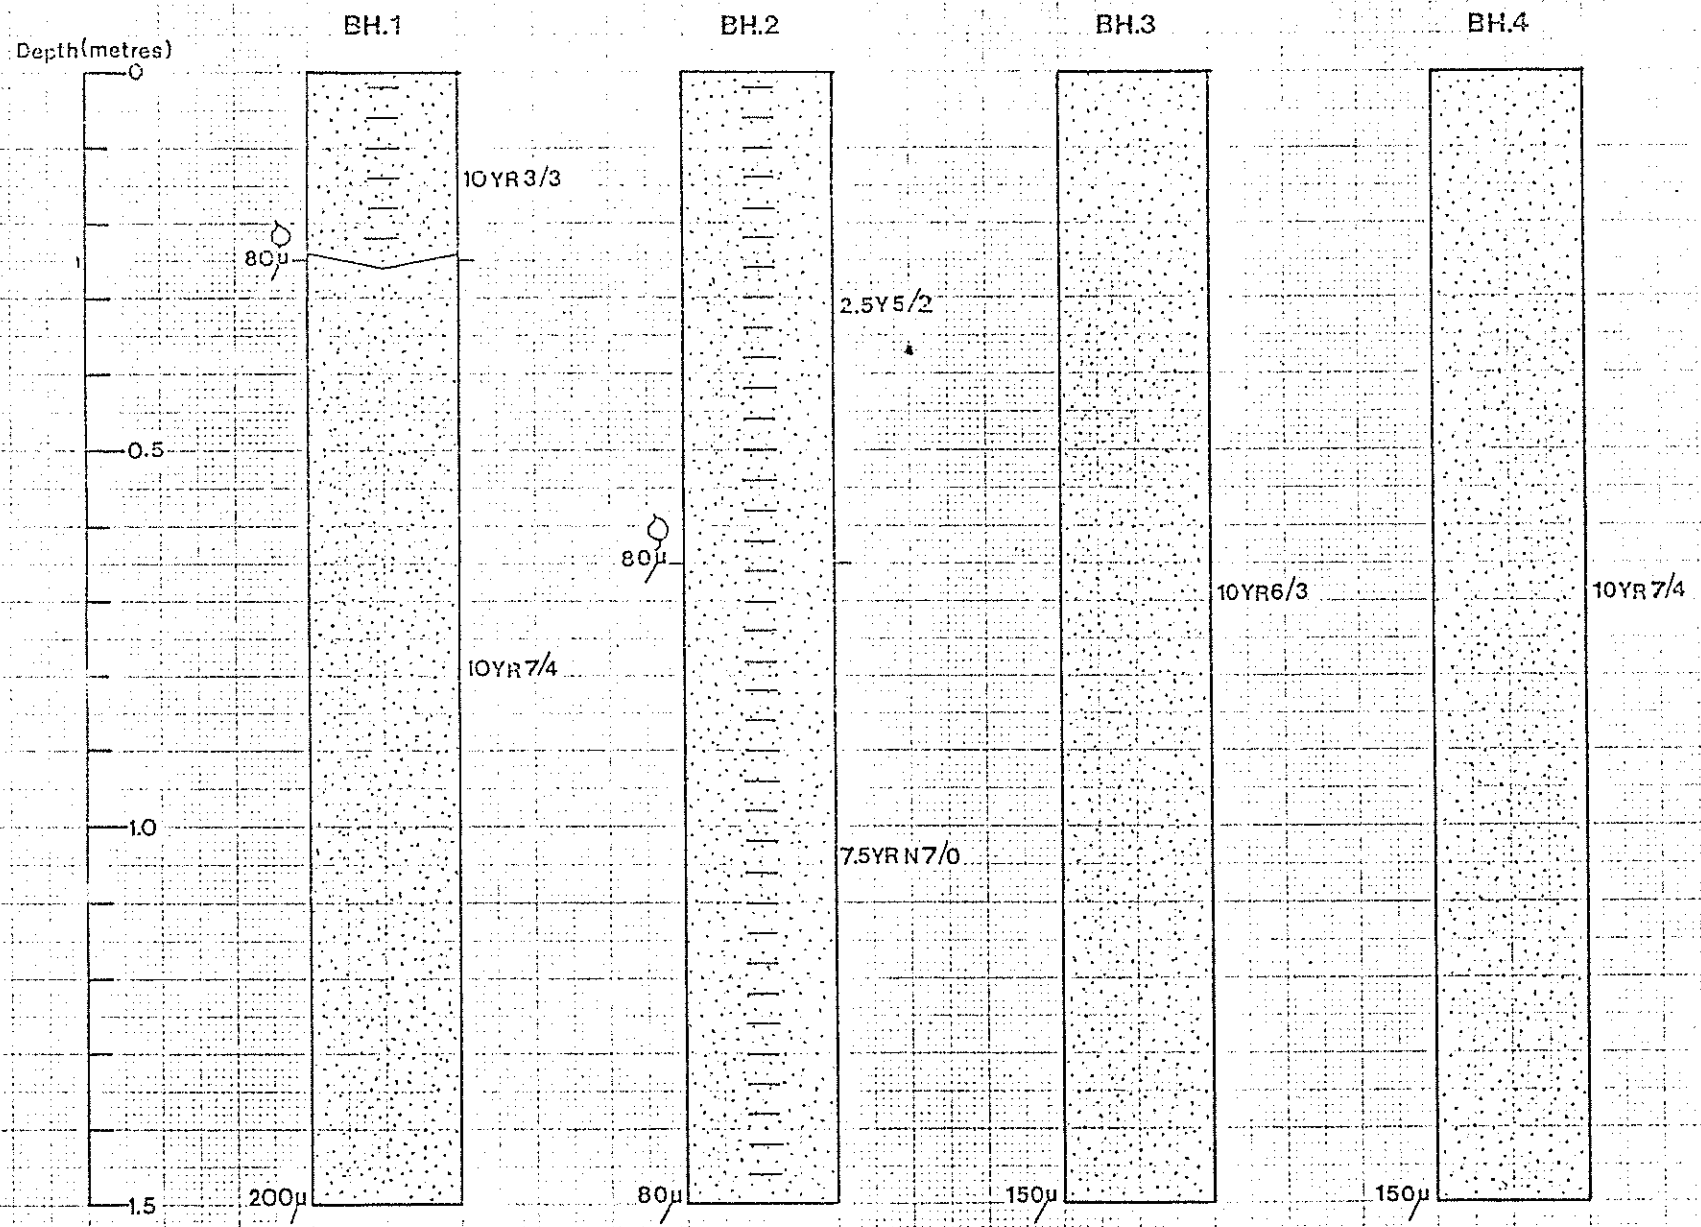 BH.1 BH.2 BH.3 BH.4
Depth(metres)
0
10YR 3/3
80µ
2.5Y 5/2
0.5
80µ
10YR6/3 10YR 7/4
10YR 7/4
1.0
7.5YR N7/0
1.5 200µ 80µ 150µ 150µ